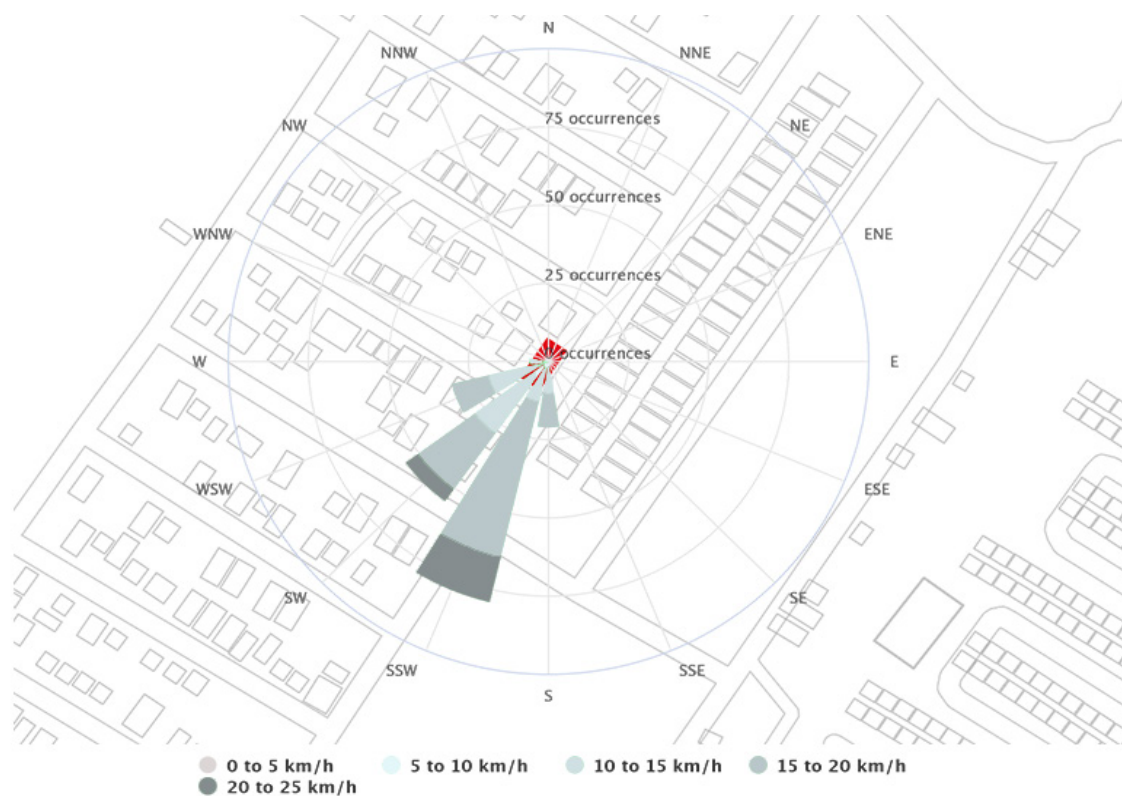 N
NNW
NNE
75 occurrences
NW
NE
50 occurrences
WNW
ENE
25 occurrences
occurrences
W
E
WSW
ESE
SW
SE
SSW
SSE
S
0 to 5 km/h
5 to 10 km/h
10 to 15 km/h
15 to 20 km/h
20 to 25 km/h